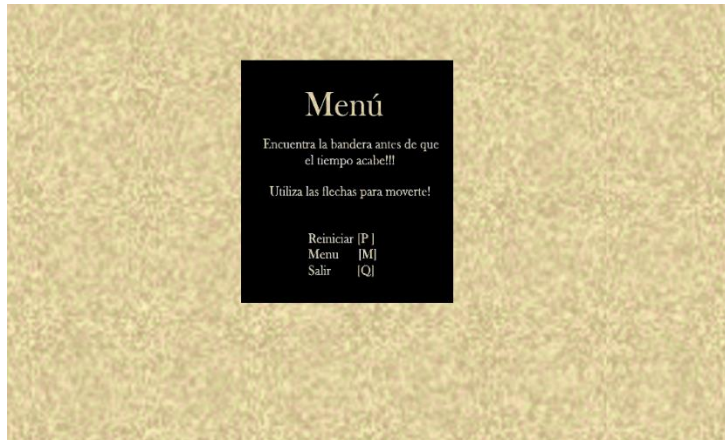 Menú
Encuentra la bandera antes de que
el tiempo acabe!!!
Utiliza las flechas para moverte!
Reiniciar [P ]
Menu [M]
Salir [Q]